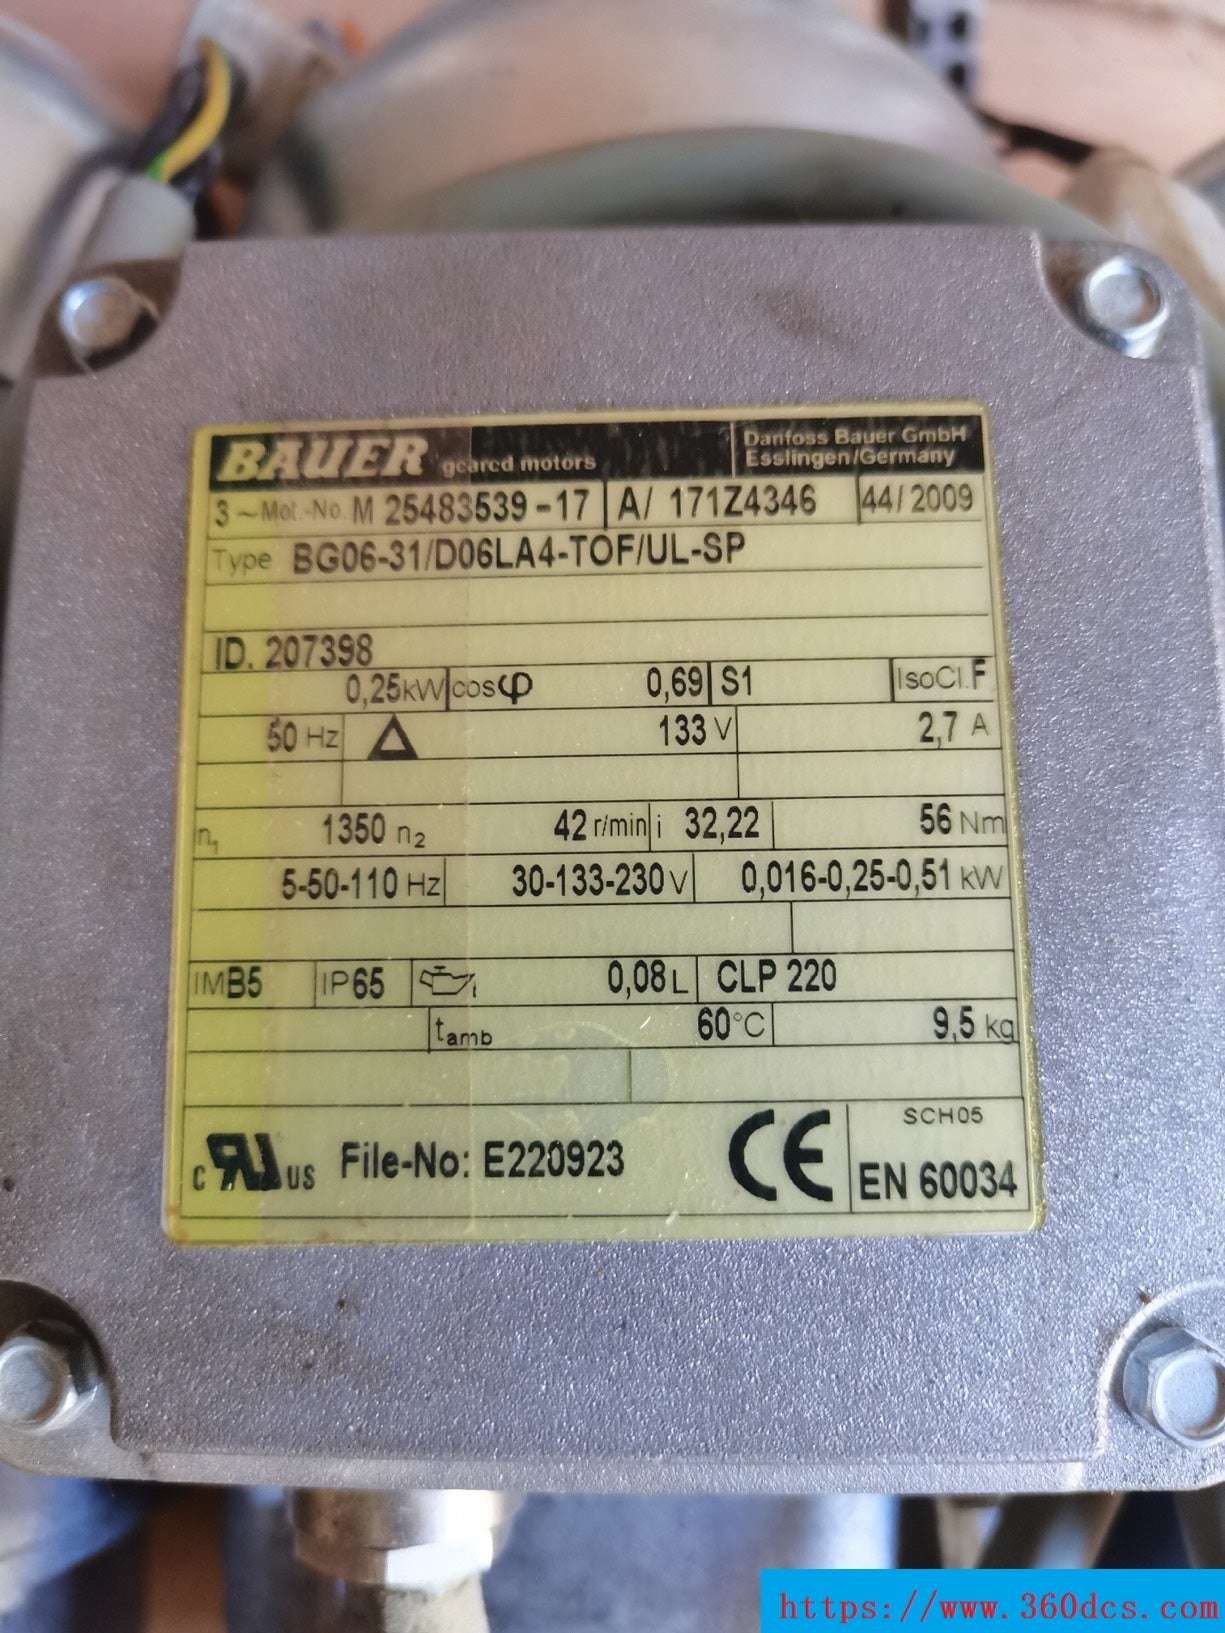 BAUER geared motors Danfoss Bauer GmbH
Esslingen/Germany
3~Mot.-No. M 25483539-17 A/ 171Z4346 44/2009
Type BG06-31/D06LA4-TOF/UL-SP
ID. 207398
0,25kW cosφ 0,69 S1 IsoCl.F
50 Hz △ 133 V 2,7 A
n1 1350 n2 42 r/min i 32,22 56 Nm
5-50-110 Hz 30-133-230 V 0,016-0,25-0,51 kW
IMB5 IP65 0,08 L CLP 220
tamb 60°C 9,5 kg
SCH05
c RU us File-No: E220923 CE EN 60034
https://www.360dcs.com